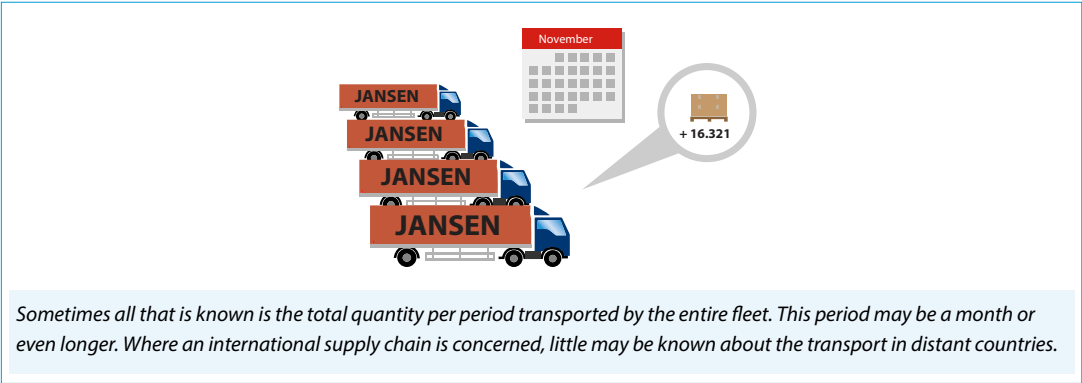 November
JANSEN
JANSEN
JANSEN
JANSEN
+ 16.321
Sometimes all that is known is the total quantity per period transported by the entire fleet. This period may be a month or
even longer. Where an international supply chain is concerned, little may be known about the transport in distant countries.